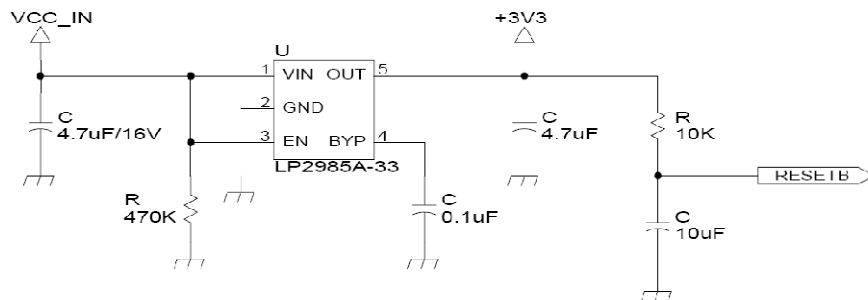 VCC_IN
+3V3
U
1 VIN OUT 5
2 GND
3 EN BYP 4
LP2985A-33
C
4.7uF/16V
C
4.7uF
R
10K
RESETB
R
470K
C
0.1uF
C
10uF